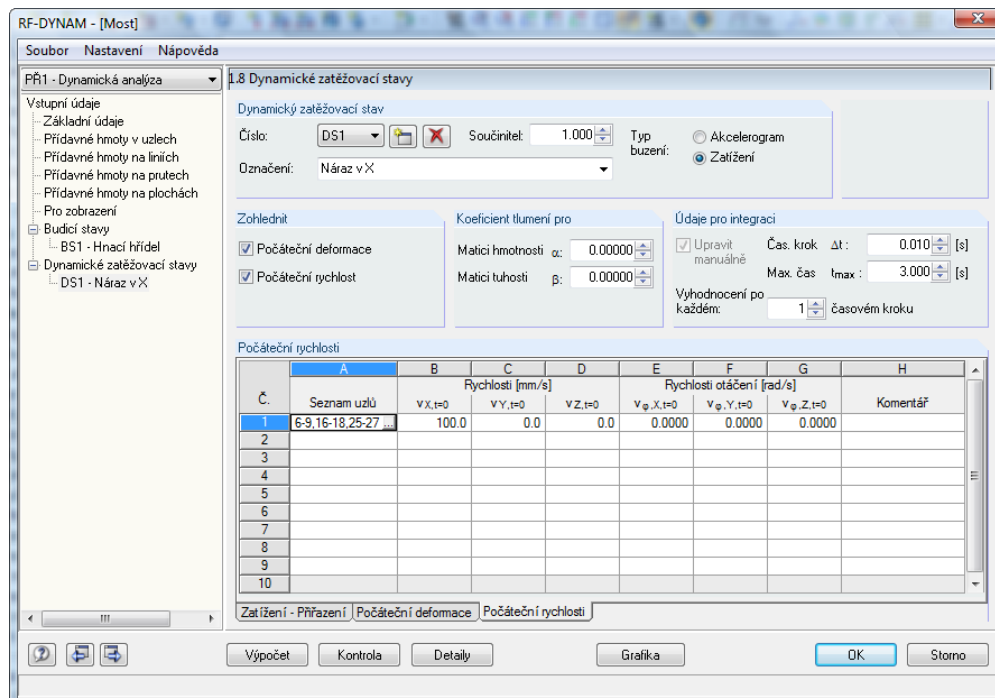 RF-DYNAM - [Most]
Soubor Nastavení Nápověda
PŘ1 - Dynamická analýza
Vstupní údaje
Základní údaje
Přídavné hmoty v uzlech
Přídavné hmoty na liniích
Přídavné hmoty na prutech
Přídavné hmoty na plochách
Pro zobrazení
Budicí stavy
BS1 - Hnací hřídel
Dynamické zatěžovací stavy
DS1 - Náraz v X
1.8 Dynamické zatěžovací stavy
Dynamický zatěžovací stav
Číslo: DS1 Součinitel: 1.000 Typ buzení: Akcelerogram
Zatížení
Označení: Náraz v X
Zohlednit
Počáteční deformace
Počáteční rychlost
Koeficient tlumení pro
Matici hmotnosti α: 0.00000
Matici tuhosti β: 0.00000
Údaje pro integraci
Upravit manuálně
Čas. krok Δt : 0.010 [s]
Max. čas tmax : 3.000 [s]
Vyhodnocení po každém: 1 časovém kroku
Počáteční rychlosti
A B C D E F G H
Rychlosti [mm/s] Rychlosti otáčení [rad/s]
Č. Seznam uzlů vX,t=0 vY,t=0 vZ,t=0 vφ,X,t=0 vφ,Y,t=0 vφ,Z,t=0 Komentář
1 6-9,16-18,25-27 ... 100.0 0.0 0.0 0.0000 0.0000 0.0000
2
3
4
5
6
7
8
9
10
Zatížení - Přiřazení Počáteční deformace Počáteční rychlosti
Výpočet Kontrola Detaily Grafika OK Storno